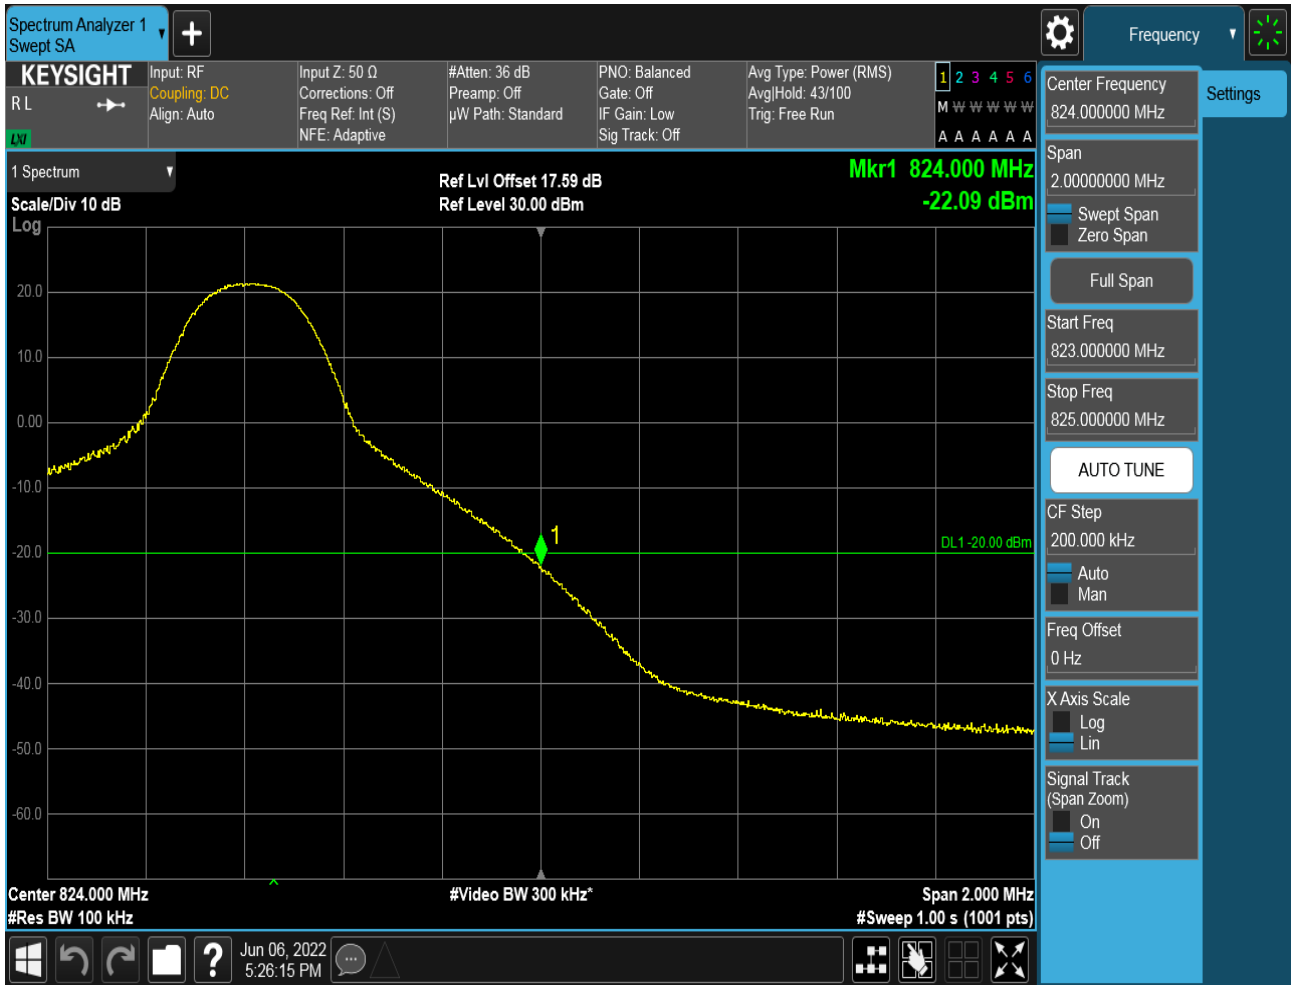 Spectrum Analyzer 1
Swept SA
Frequency
KEYSIGHT
R L
LXI
Input: RF
Coupling: DC
Align: Auto
Input Z: 50 Ω
Corrections: Off
Freq Ref: Int (S)
NFE: Adaptive
#Atten: 36 dB
Preamp: Off
µW Path: Standard
PNO: Balanced
Gate: Off
IF Gain: Low
Sig Track: Off
Avg Type: Power (RMS)
Avg|Hold: 43/100
Trig: Free Run
1 2 3 4 5 6
M W W W W W
A A A A A A
1 Spectrum
Scale/Div 10 dB
Log
Ref Lvl Offset 17.59 dB
Ref Level 30.00 dBm
Mkr1 824.000 MHz
-22.09 dBm
20.0
10.0
0.00
-10.0
-20.0
-30.0
-40.0
-50.0
-60.0
1
DL1 -20.00 dBm
Center 824.000 MHz
#Res BW 100 kHz
#Video BW 300 kHz*
Span 2.000 MHz
#Sweep 1.00 s (1001 pts)
Jun 06, 2022
5:26:15 PM
Center Frequency
824.000000 MHz
Settings
Span
2.00000000 MHz
Swept Span
Zero Span
Full Span
Start Freq
823.000000 MHz
Stop Freq
825.000000 MHz
AUTO TUNE
CF Step
200.000 kHz
Auto
Man
Freq Offset
0 Hz
X Axis Scale
Log
Lin
Signal Track
(Span Zoom)
On
Off